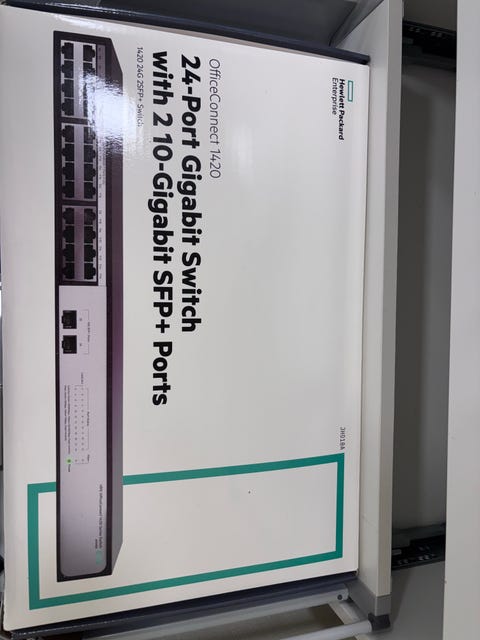 Hewlett Packard
Enterprise
JH018A
OfficeConnect 1420
24-Port Gigabit Switch
with 2 10-Gigabit SFP+ Ports
1420 24G 2SFP+ Switch